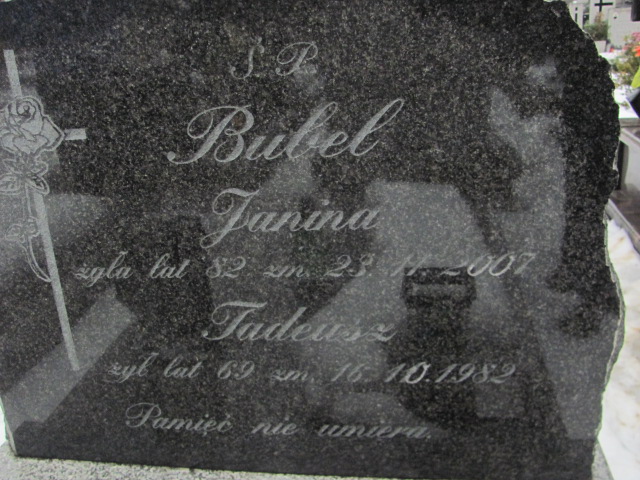 Ś. P.
Bubel
Janina
żyła lat 82 zm. 23.11.2007
Tadeusz
żył lat 69 zm. 16.10.1982
Pamięć nie umiera.